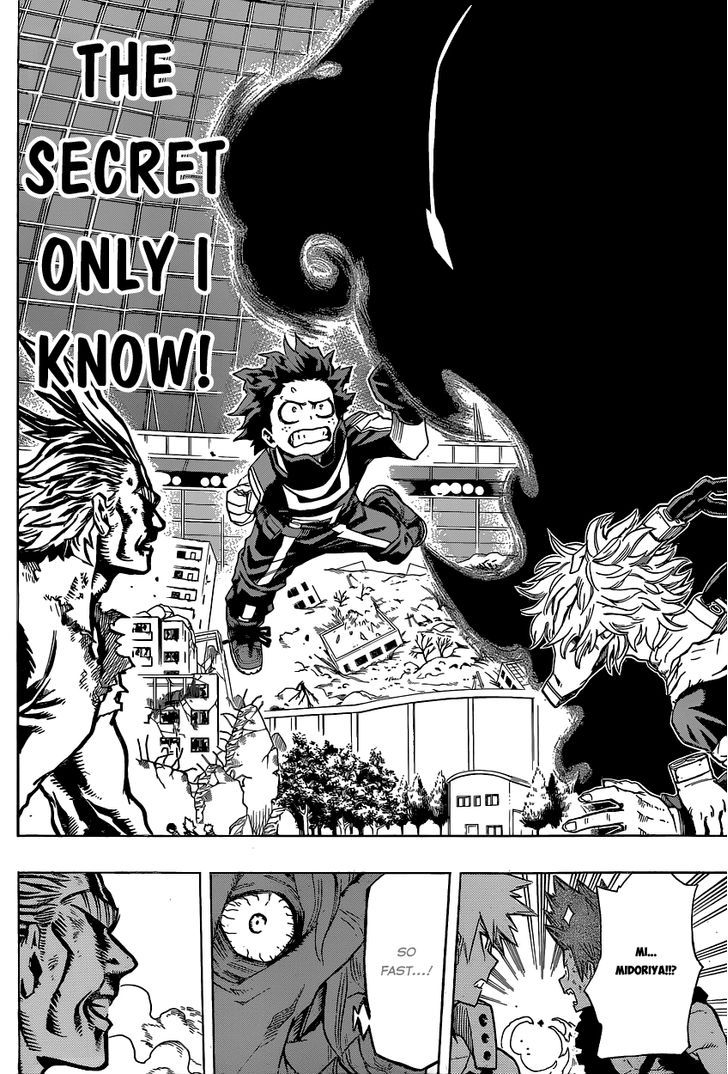 THE
SECRET
ONLY I
KNOW!
MI...
MIDORIYA!!?
SO
FAST...!